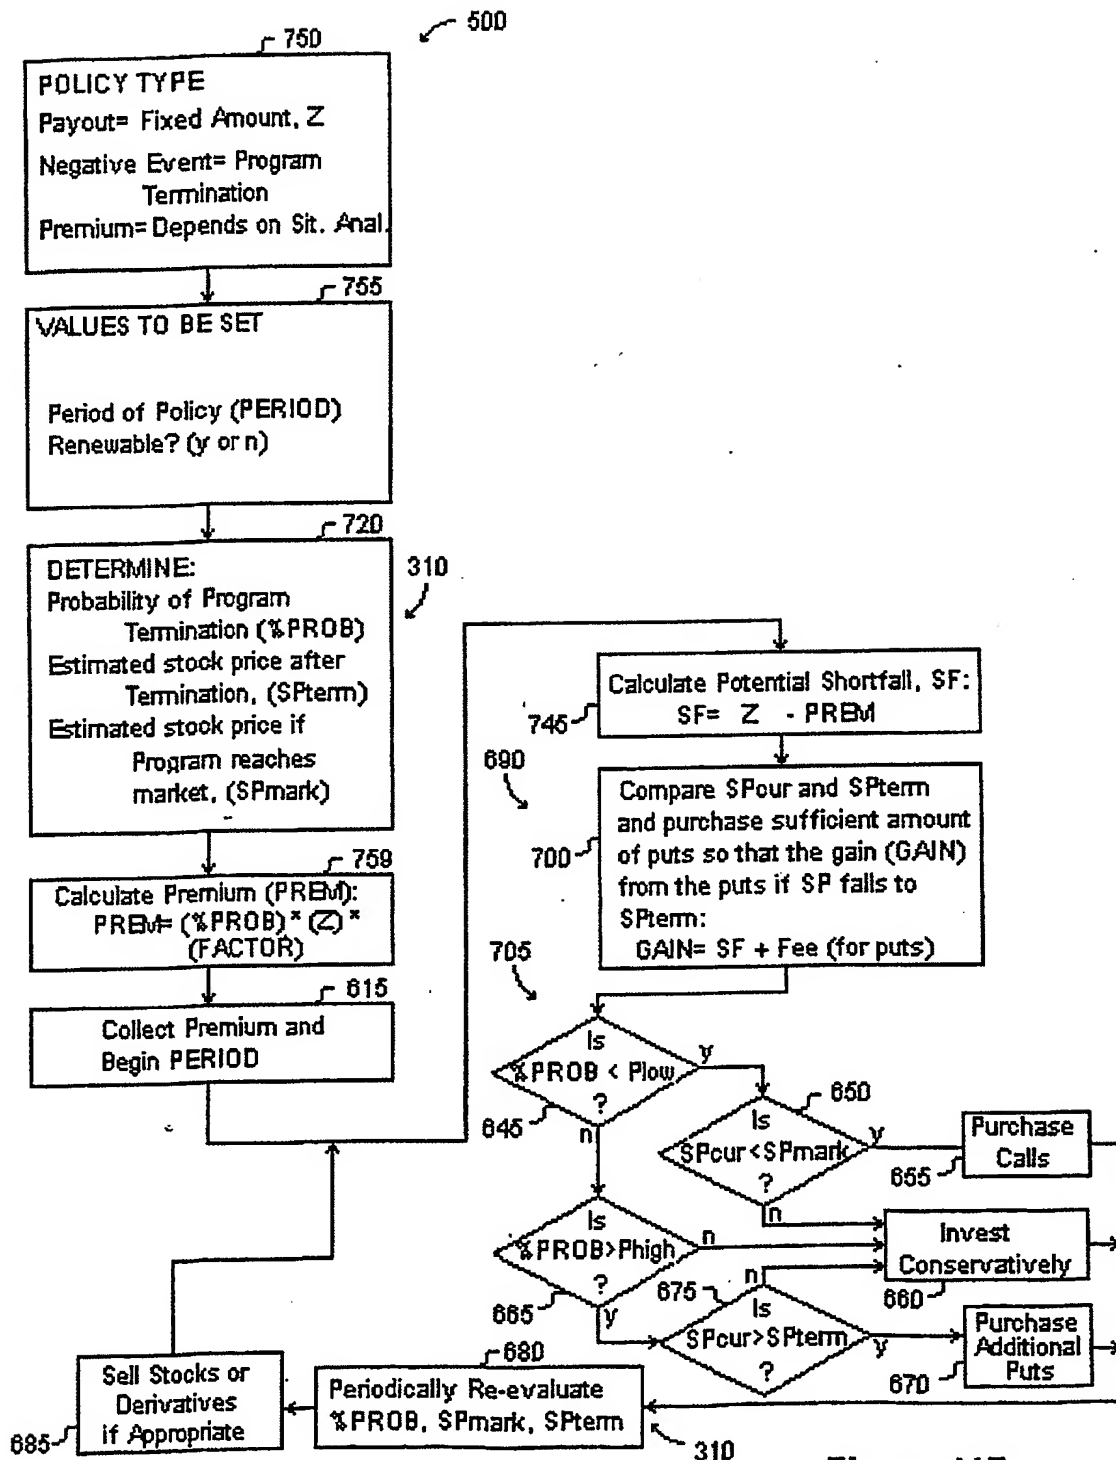 500
750
POLICY TYPE
Payout= Fixed Amount, Z
Negative Event= Program
Termination
Premium= Depends on Sit. Anal.
755
VALUES TO BE SET
Period of Policy (PERIOD)
Renewable? (y or n)
720
DETERMINE:
Probability of Program
Termination (%PROB)
Estimated stock price after
Termination, (SPterm)
Estimated stock price if
Program reaches
market, (SPmark)
310
759
Calculate Premium (PREM):
PREM= (%PROB)* (Z)*
(FACTOR)
615
Collect Premium and
Begin PERIOD
Calculate Potential Shortfall, SF:
SF= Z - PREM
745
690
Compare SPcur and SPterm
and purchase sufficient amount
of puts so that the gain (GAIN)
from the puts if SP falls to
SPterm:
GAIN= SF + Fee (for puts)
700
705
Is
%PROB < Plow
?
y
n
645
650
Is
SPcur<SPmark
?
y
n
Purchase
Calls
655
Is
%PROB>Phigh
?
n
y
665
Invest
Conservatively
660
675
n
Is
SPcur>SPterm
?
y
Purchase
Additional
Puts
670
680
Periodically Re-evaluate
%PROB, SPmark, SPterm
310
Sell Stocks or
Derivatives
if Appropriate
685